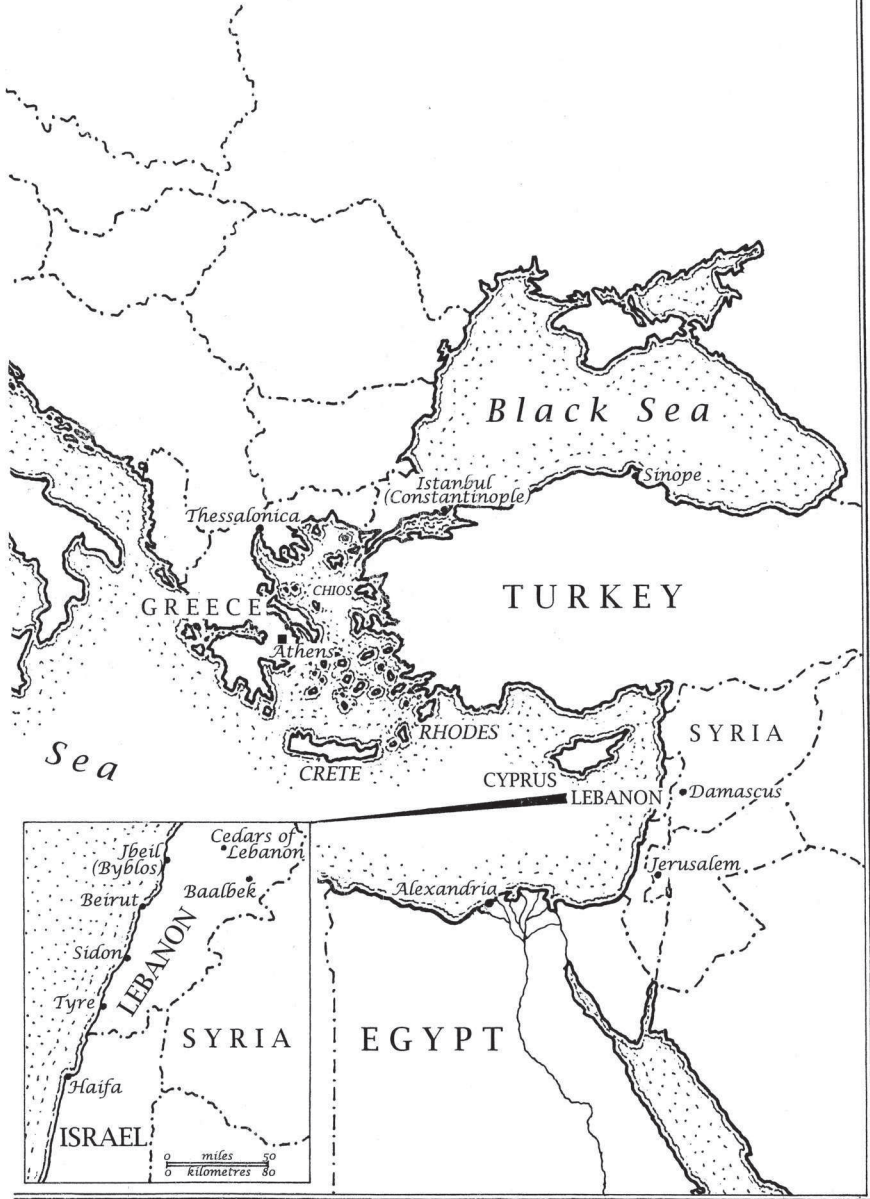 Black Sea
Sinope
Istanbul
(Constantinople)
Thessalonica
CHIOS
GREECE
TURKEY
Athens
SYRIA
RHODES
Sea
CRETE
CYPRUS
LEBANON
Damascus
Jerusalem
Alexandria
EGYPT
Cedars of
Lebanon
Jbeil
(Byblos)
Baalbek
Beirut
LEBANON
Sidon
Tyre
SYRIA
Haifa
ISRAEL
0 miles 50
0 kilometres 80